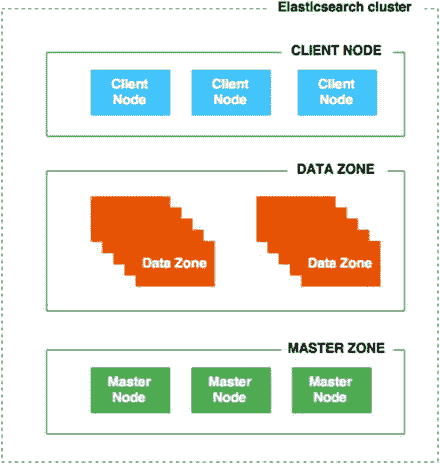 Elasticsearch cluster
CLIENT NODE
Client
Node
Client
Node
Client
Node
DATA ZONE
Data Zone
Data Zone
MASTER ZONE
Master
Node
Master
Node
Master
Node